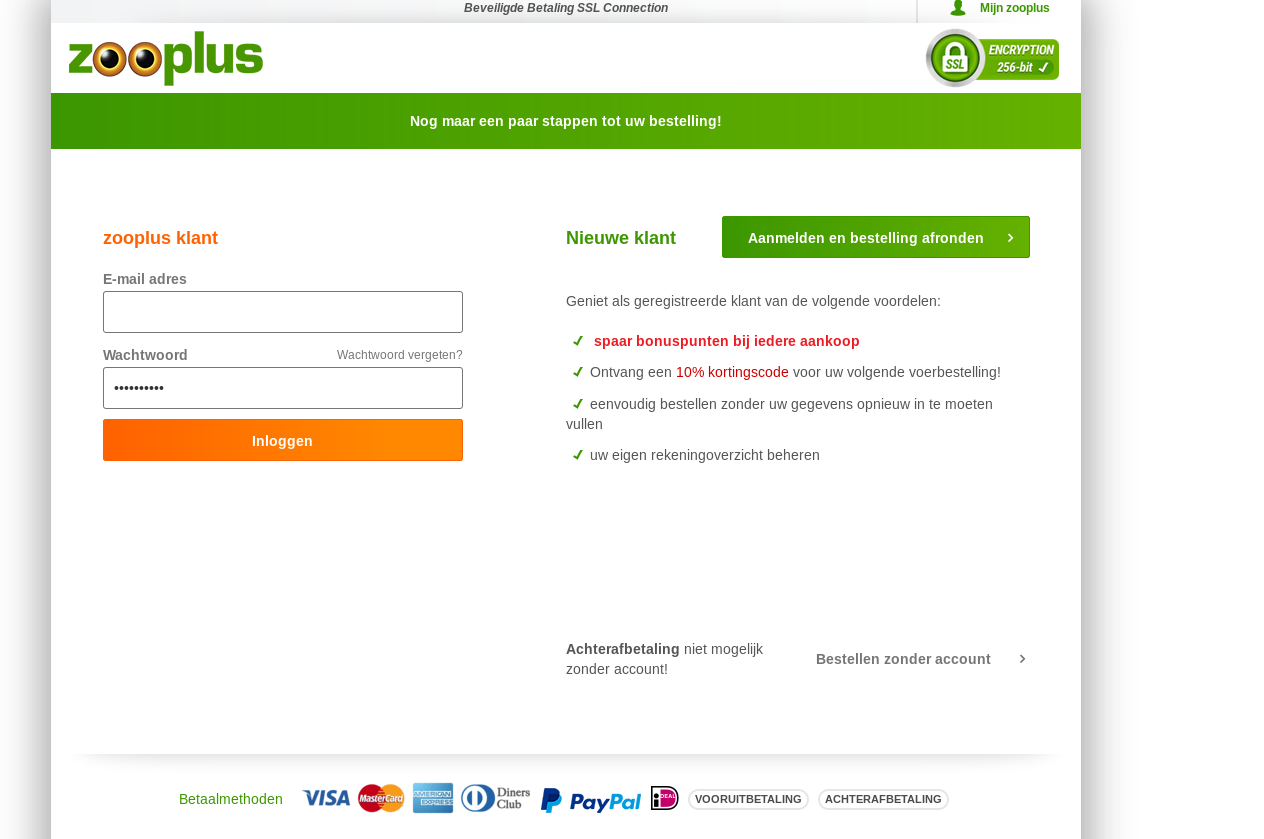 Beveiligde Betaling SSL Connection
Mijn zooplus
zooplus
ENCRYPTION
SSL
256-bit
Nog maar een paar stappen tot uw bestelling!
zooplus klant
E-mail adres
Wachtwoord
Wachtwoord vergeten?
••••••••••
Inloggen
Nieuwe klant
Aanmelden en bestelling afronden
Geniet als geregistreerde klant van de volgende voordelen:
spaar bonuspunten bij iedere aankoop
Ontvang een 10% kortingscode voor uw volgende voerbestelling!
eenvoudig bestellen zonder uw gegevens opnieuw in te moeten
vullen
uw eigen rekeningoverzicht beheren
Achterafbetaling niet mogelijk
zonder account!
Bestellen zonder account
Betaalmethoden
VISA
MasterCard
AMERICAN
EXPRESS
Diners
Club
PayPal
iDEAL
VOORUITBETALING
ACHTERAFBETALING